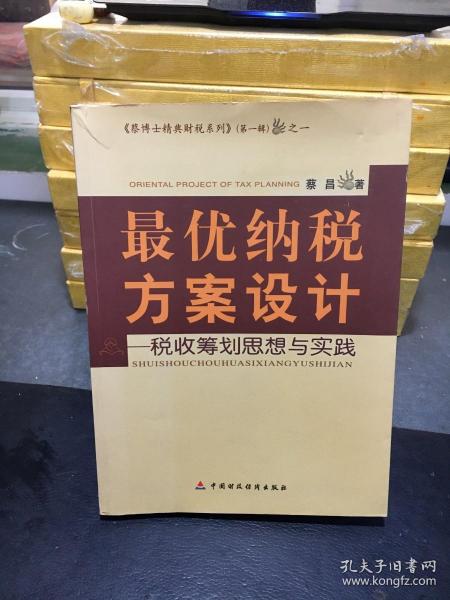 《蔡博士精典财税系列》(第一辑)之一
ORIENTAL PROJECT OF TAX PLANNING 蔡 昌 著
最优纳税
方案设计
—税收筹划思想与实践
SHUISHOUCHOUHUASIXIANGYUSHIJIAN
中国财政经济出版社
孔夫子旧书网
www.kongfz.com